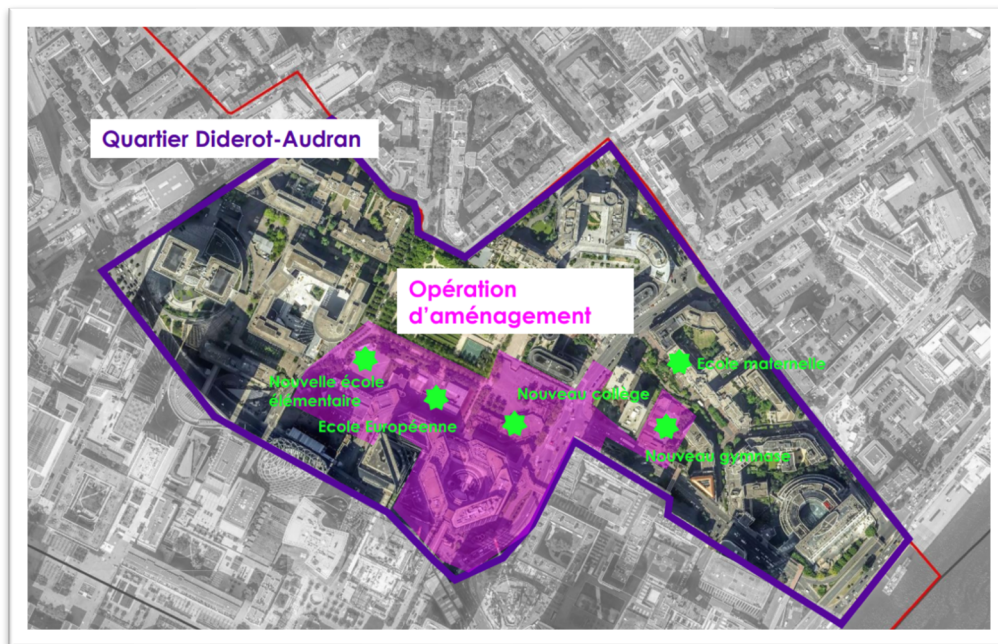 Quartier Diderot-Audran
Opération
d'aménagement
Ecole maternelle
Nouvelle école
élémentaire
Nouveau collège
Ecole Européenne
Nouveau gymnase